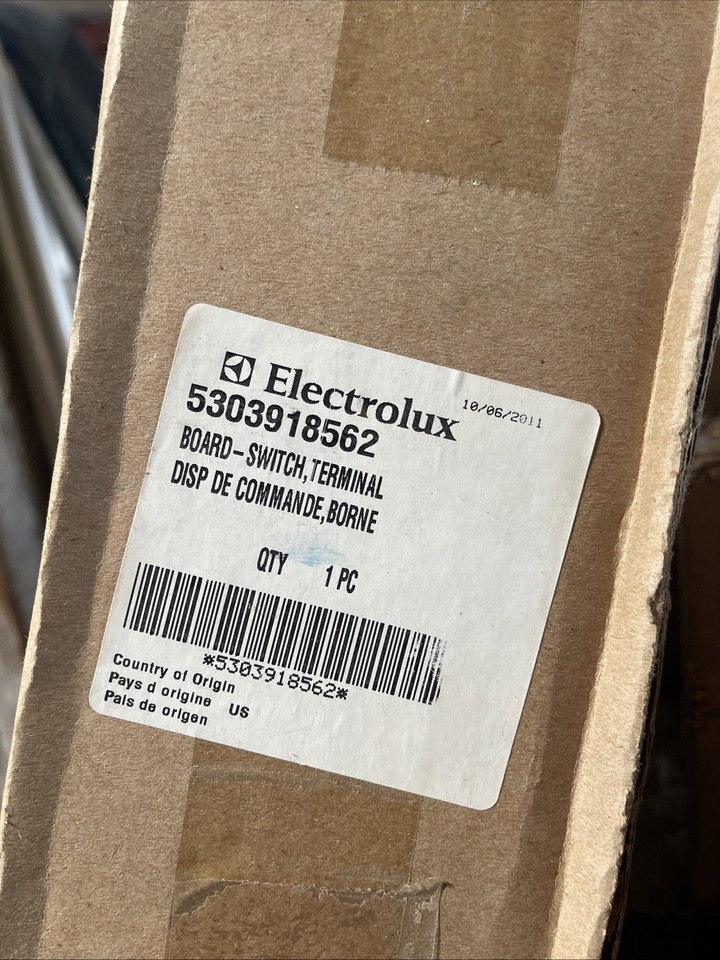 Electrolux 10/06/2011
5303918562
BOARD-SWITCH,TERMINAL
DISP DE COMMANDE,BORNE
QTY 1 PC
*5303918562*
Country of Origin
Pays d origine US
Pais de origen